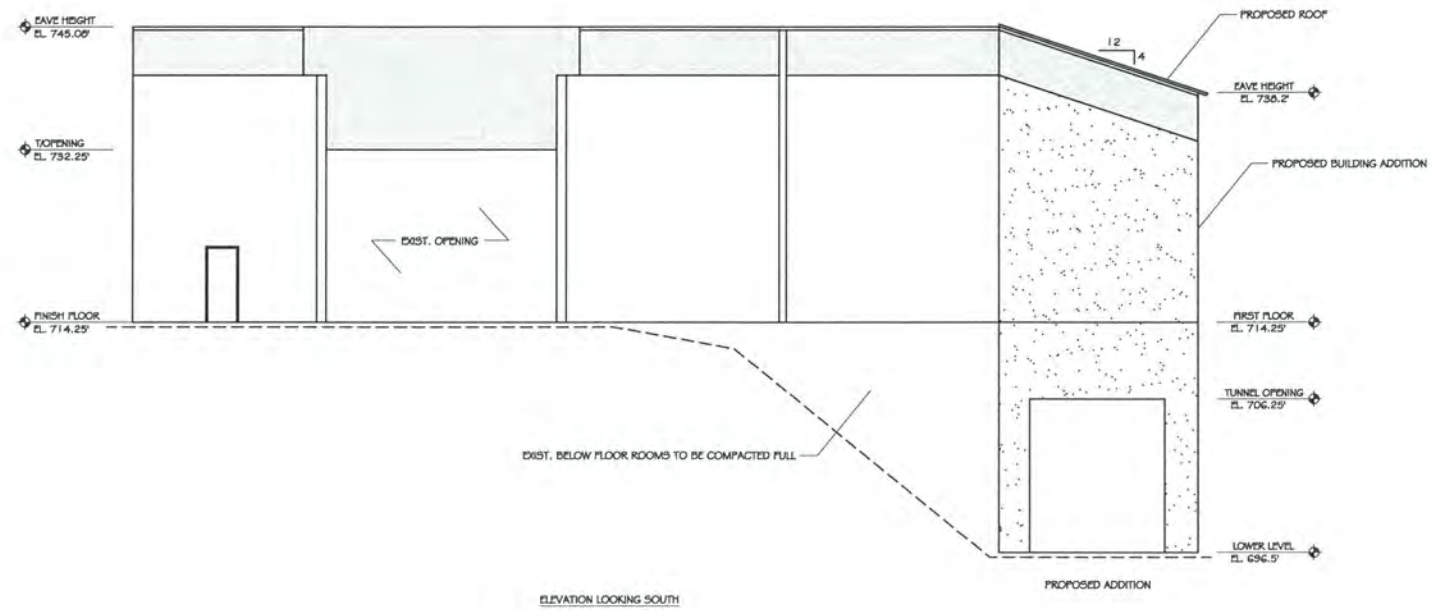 EAVE HEIGHT
EL. 745.08'
PROPOSED ROOF
12
4
EAVE HEIGHT
EL. 738.2'
T/OPENING
EL. 732.25'
PROPOSED BUILDING ADDITION
EXIST. OPENING
FINISH FLOOR
EL. 714.25'
FIRST FLOOR
EL. 714.25'
TUNNEL OPENING
EL. 706.25'
EXIST. BELOW FLOOR ROOMS TO BE COMPACTED FULL
LOWER LEVEL
EL. 696.5'
PROPOSED ADDITION
ELEVATION LOOKING SOUTH